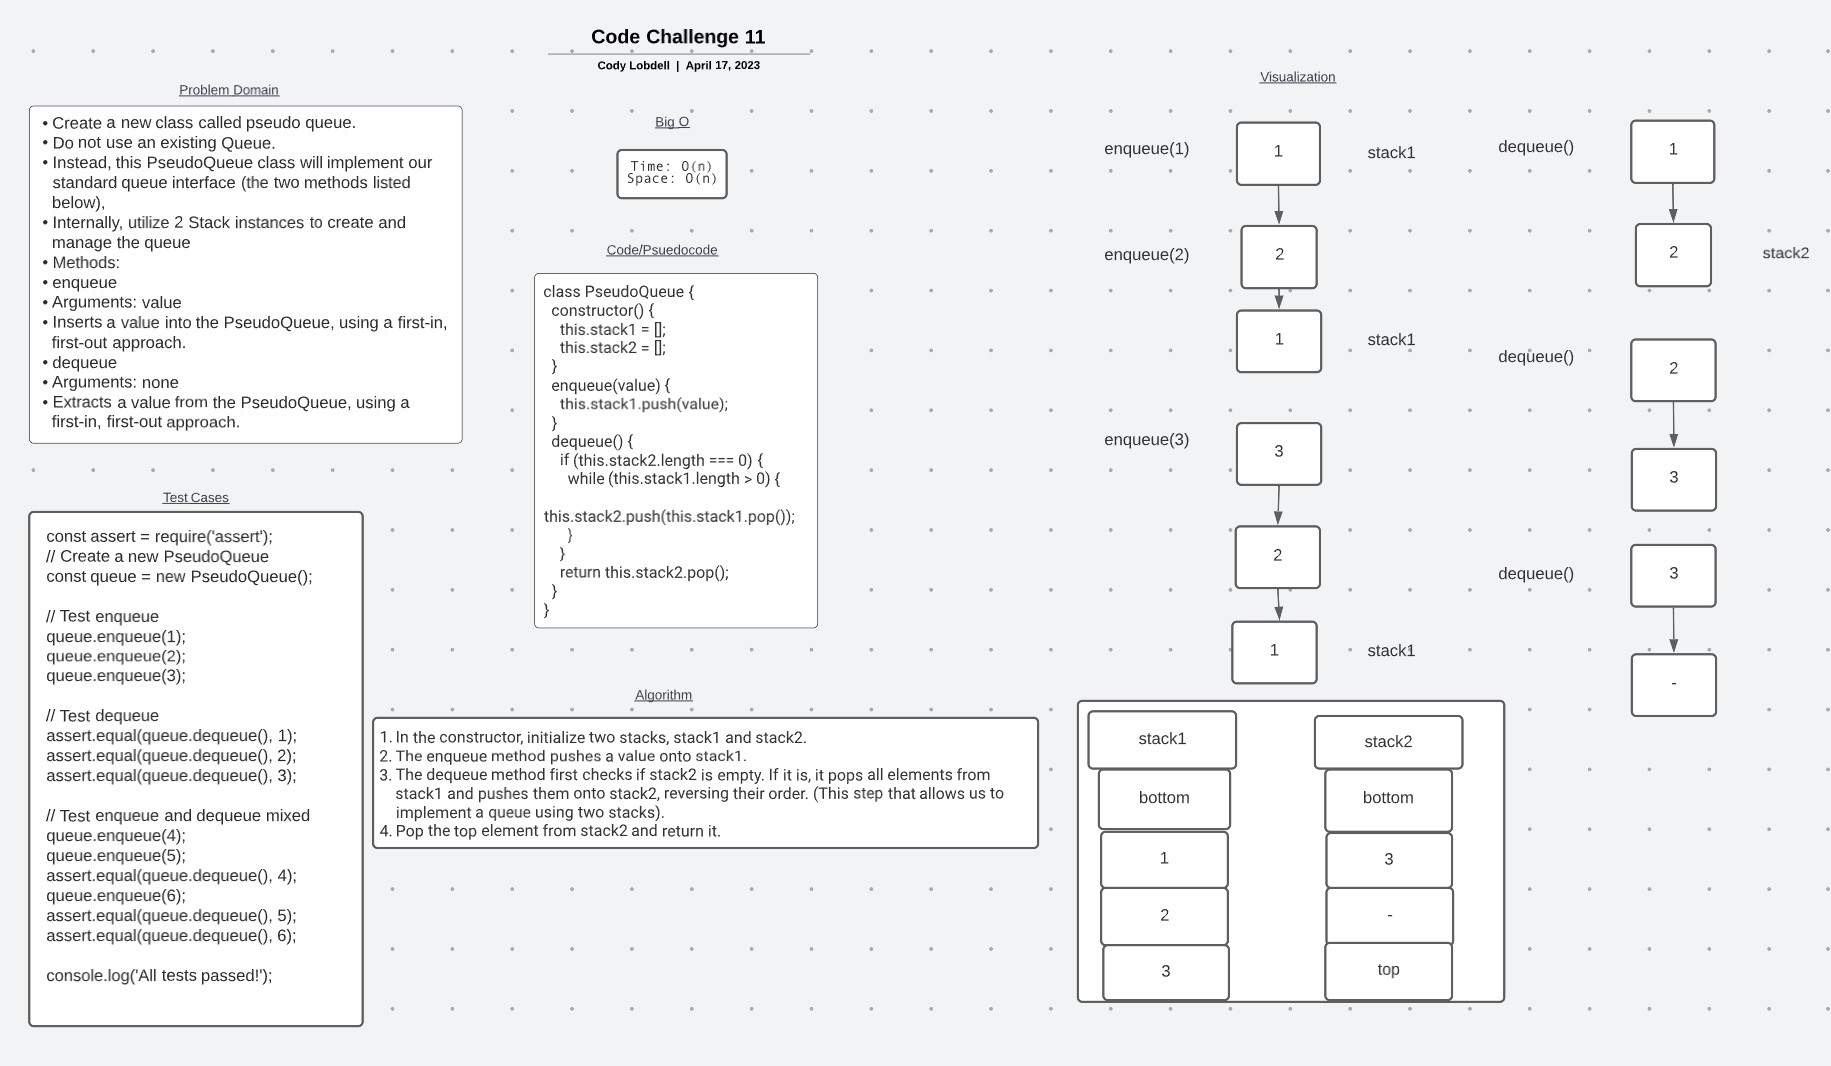 Code Challenge 11
Cody Lobdell | April 17, 2023
Problem Domain
• Create a new class called pseudo queue.
• Do not use an existing Queue.
• Instead, this PseudoQueue class will implement our
standard queue interface (the two methods listed
below),
• Internally, utilize 2 Stack instances to create and
manage the queue
• Methods:
• enqueue
• Arguments: value
• Inserts a value into the PseudoQueue, using a first-in,
first-out approach.
• dequeue
• Arguments: none
• Extracts a value from the PseudoQueue, using a
first-in, first-out approach.
Test Cases
const assert = require('assert');
// Create a new PseudoQueue
const queue = new PseudoQueue();
// Test enqueue
queue.enqueue(1);
queue.enqueue(2);
queue.enqueue(3);
// Test dequeue
assert.equal(queue.dequeue(), 1);
assert.equal(queue.dequeue(), 2);
assert.equal(queue.dequeue(), 3);
// Test enqueue and dequeue mixed
queue.enqueue(4);
queue.enqueue(5);
assert.equal(queue.dequeue(), 4);
queue.enqueue(6);
assert.equal(queue.dequeue(), 5);
assert.equal(queue.dequeue(), 6);
console.log('All tests passed!');
Big O
Time: O(n)
Space: O(n)
Code/Psuedocode
class PseudoQueue {
constructor() {
this.stack1 = [];
this.stack2 = [];
}
enqueue(value) {
this.stack1.push(value);
}
dequeue() {
if (this.stack2.length === 0) {
while (this.stack1.length > 0) {
this.stack2.push(this.stack1.pop());
}
}
return this.stack2.pop();
}
}
Algorithm
1. In the constructor, initialize two stacks, stack1 and stack2.
2. The enqueue method pushes a value onto stack1.
3. The dequeue method first checks if stack2 is empty. If it is, it pops all elements from
stack1 and pushes them onto stack2, reversing their order. (This step that allows us to
implement a queue using two stacks).
4. Pop the top element from stack2 and return it.
Visualization
enqueue(1)
1
stack1
enqueue(2)
2
1
stack1
enqueue(3)
3
2
1
stack1
dequeue()
1
2
stack2
dequeue()
2
3
dequeue()
3
-
stack1
bottom
1
2
3
stack2
bottom
3
-
top